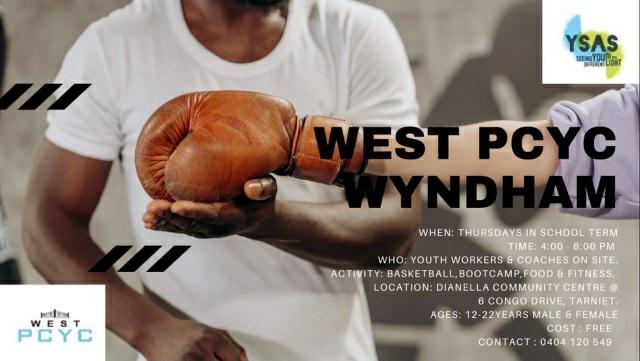 YSAS
SEEING YOUTH IN A
DIFFERENT LIGHT
WEST PCYC
WYNDHAM
WHEN: THURSDAYS IN SCHOOL TERM
TIME: 4:00 - 6:00 PM
WHO: YOUTH WORKERS & COACHES ON SITE.
ACTIVITY: BASKETBALL,BOOTCAMP,FOOD & FITNESS.
LOCATION: DIANELLA COMMUNITY CENTRE @
6 CONGO DRIVE, TARNIET.
AGES: 12-22YEARS MALE & FEMALE
COST : FREE
CONTACT : 0404 120 549
WEST
PCYC